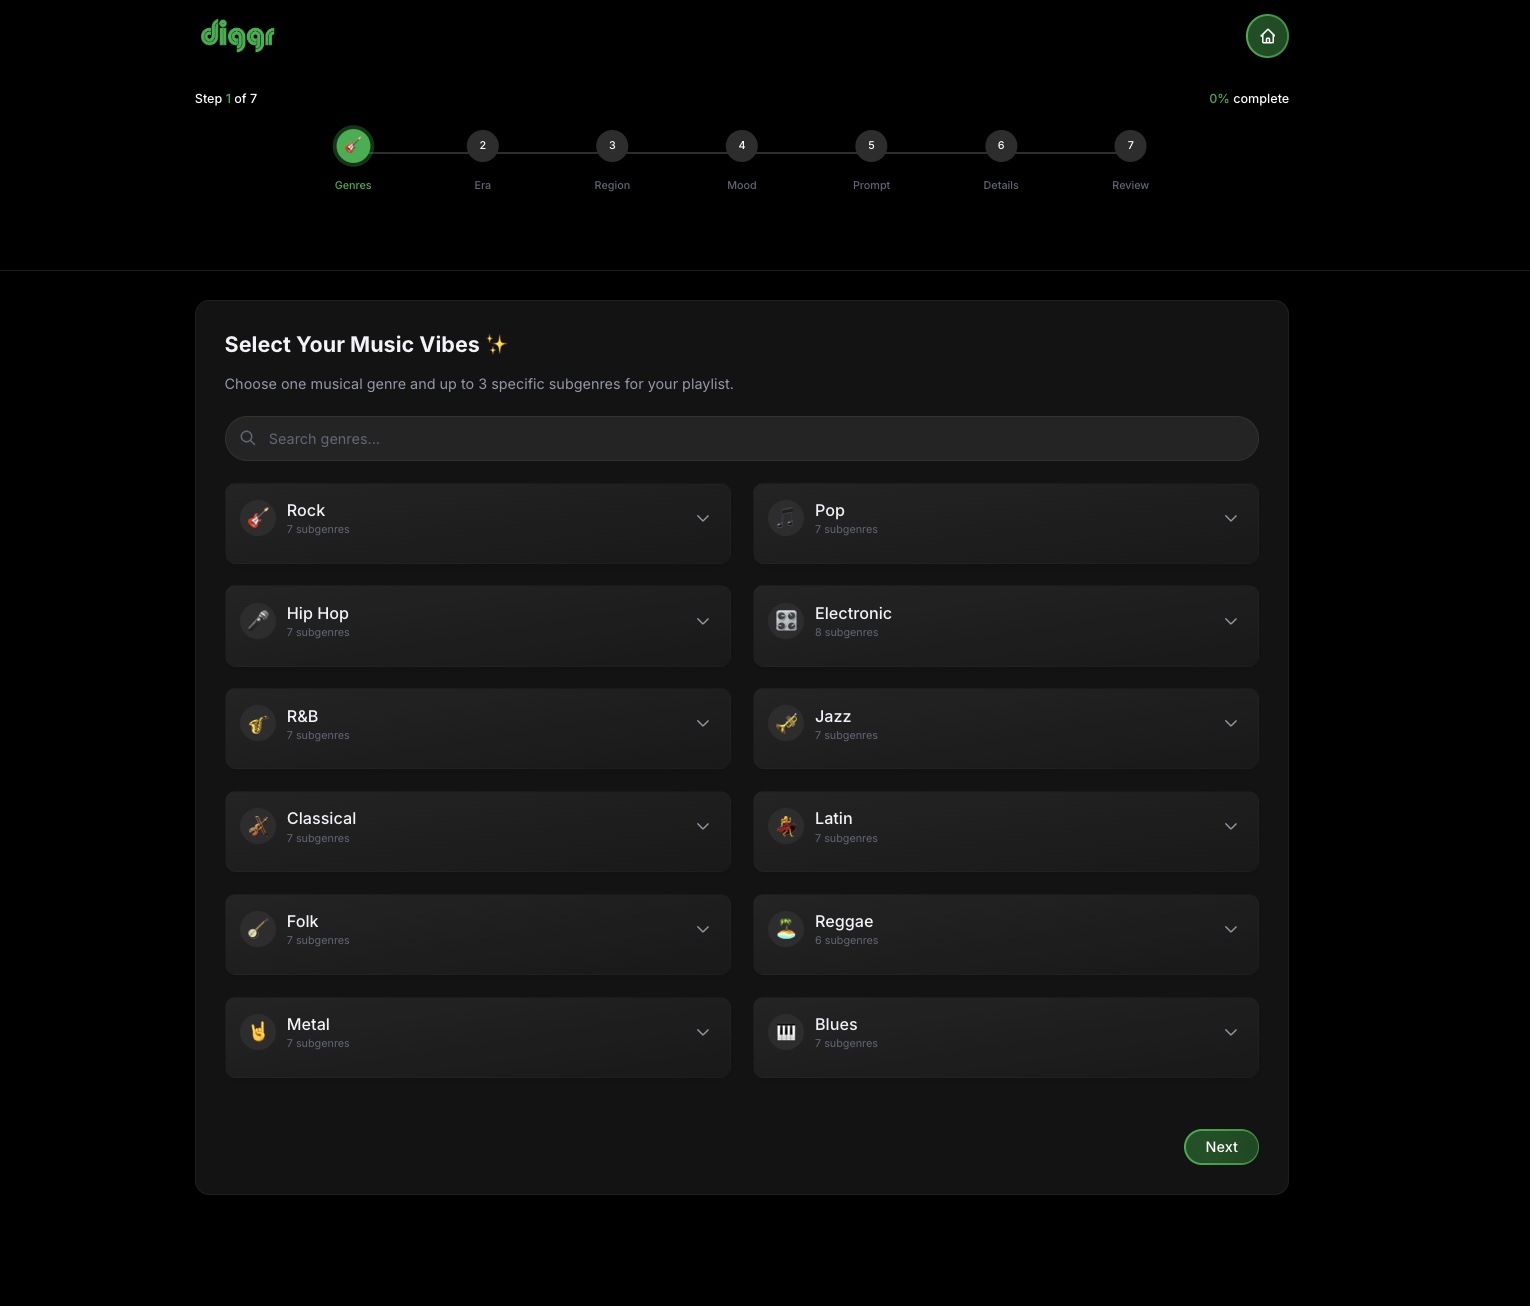 diggr
Step 1 of 7
0% complete
2
3
4
5
6
7
Genres
Era
Region
Mood
Prompt
Details
Review
Select Your Music Vibes ✨
Choose one musical genre and up to 3 specific subgenres for your playlist.
Search genres...
Rock
7 subgenres
Pop
7 subgenres
Hip Hop
7 subgenres
Electronic
8 subgenres
R&B
7 subgenres
Jazz
7 subgenres
Classical
7 subgenres
Latin
7 subgenres
Folk
7 subgenres
Reggae
6 subgenres
Metal
7 subgenres
Blues
7 subgenres
Next